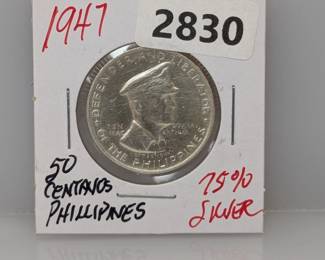 1947
2830
DEFENDER AND LIBERATOR
OF THE PHILIPPINES
50
CENTAVOS
PHILLIPINES
75%
SILVER